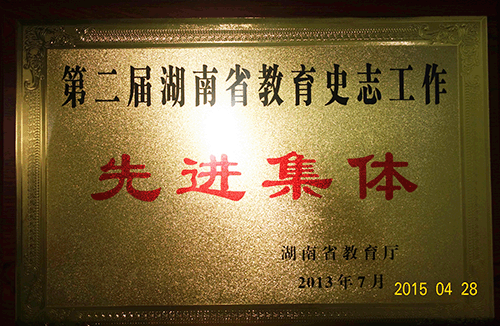 第二届湖南省教育史志工作
先进集体
湖南省教育厅
2013年7月
2015 04 28